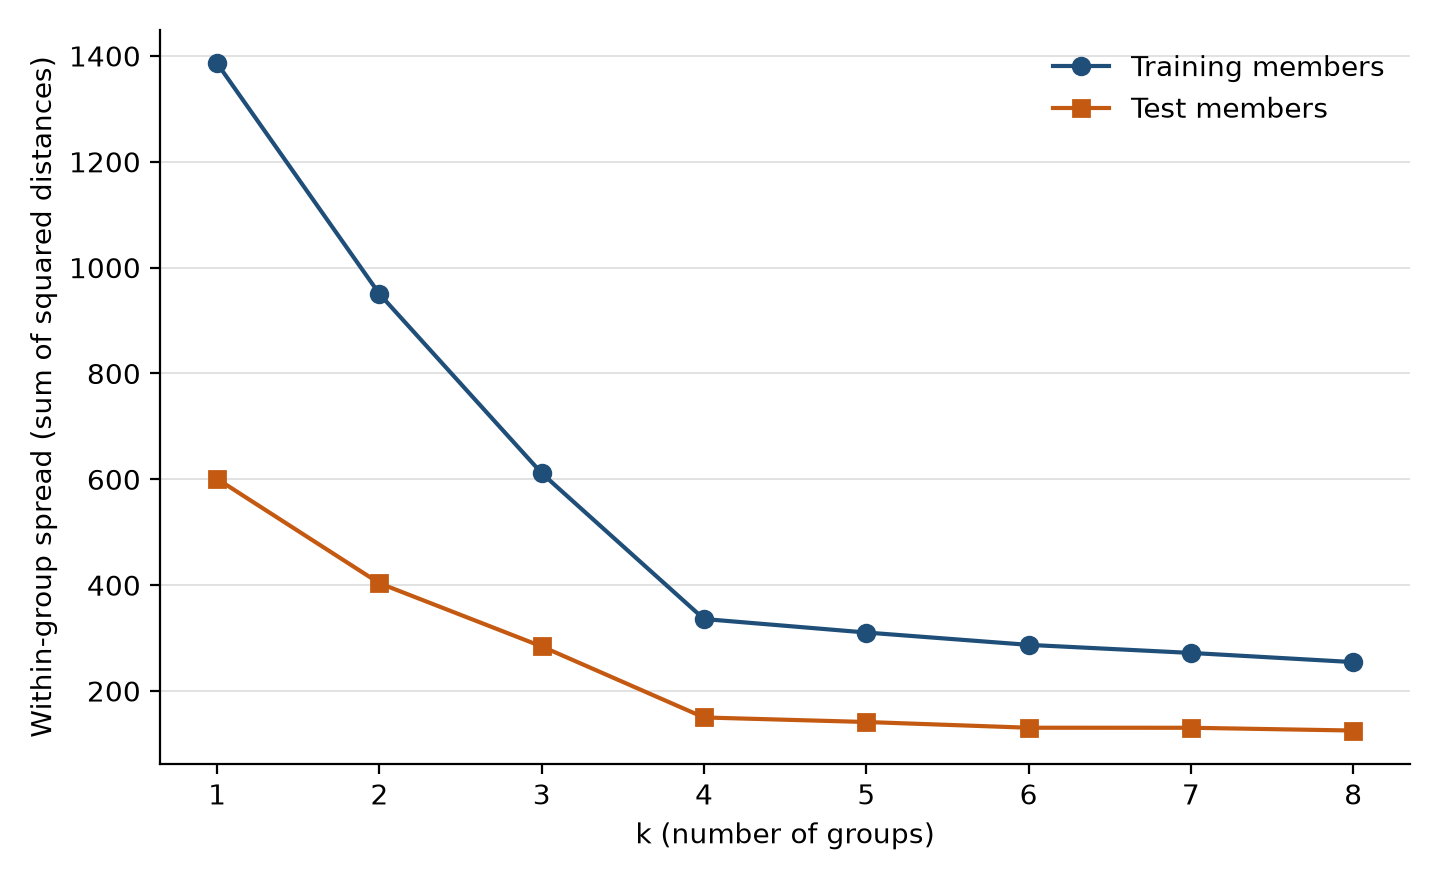 Within-group spread (sum of squared distances)
1400
1200
1000
800
600
400
200
Training members
Test members
1 2 3 4 5 6 7 8
k (number of groups)